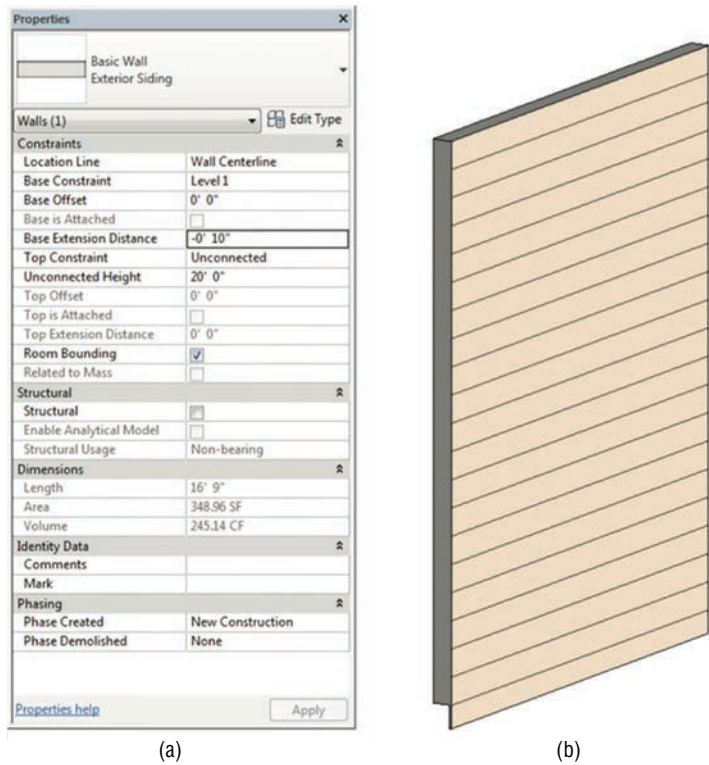 Properties
Basic Wall
Exterior Siding
Walls (1) Edit Type
Constraints
Location Line Wall Centerline
Base Constraint Level 1
Base Offset 0' 0"
Base is Attached
Base Extension Distance -0' 10"
Top Constraint Unconnected
Unconnected Height 20' 0"
Top Offset 0' 0"
Top is Attached
Top Extension Distance 0' 0"
Room Bounding
Related to Mass
Structural
Structural
Enable Analytical Model
Structural Usage Non-bearing
Dimensions
Length 16' 9"
Area 348.96 SF
Volume 245.14 CF
Identity Data
Comments
Mark
Phasing
Phase Created New Construction
Phase Demolished None
Properties help Apply
(a) (b)